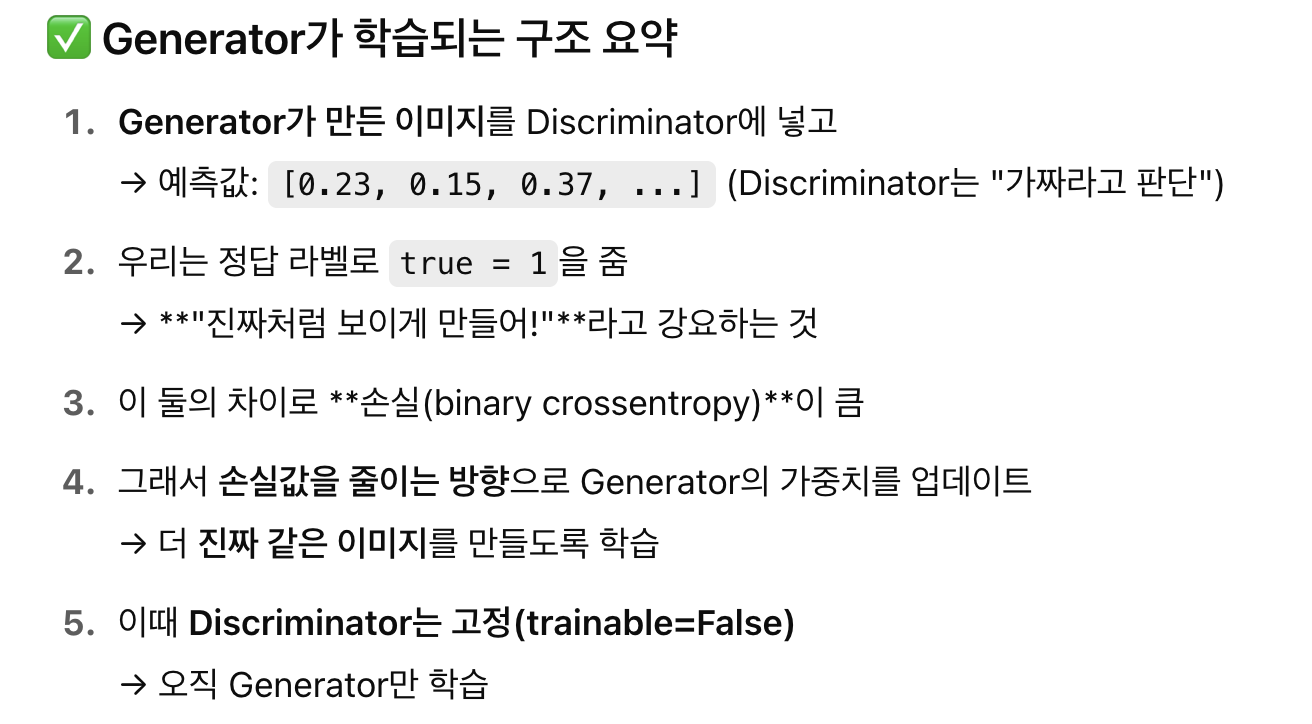 ✅ Generator가 학습되는 구조 요약
1. Generator가 만든 이미지를 Discriminator에 넣고
→ 예측값: [0.23, 0.15, 0.37, ...] (Discriminator는 "가짜라고 판단")
2. 우리는 정답 라벨로 true = 1을 줌
→ **"진짜처럼 보이게 만들어!"**라고 강요하는 것
3. 이 둘의 차이로 **손실(binary crossentropy)**이 큼
4. 그래서 손실값을 줄이는 방향으로 Generator의 가중치를 업데이트
→ 더 진짜 같은 이미지를 만들도록 학습
5. 이때 Discriminator는 고정(trainable=False)
→ 오직 Generator만 학습